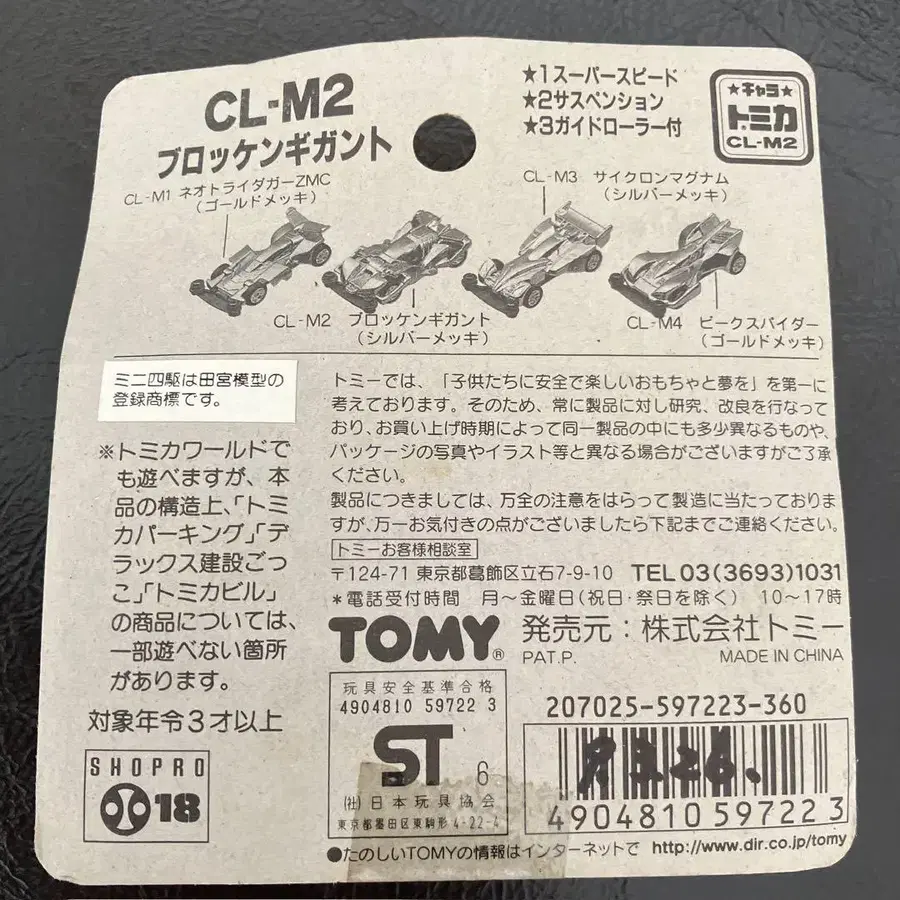 CL-M2
ブロッケンギガント
★1スーパースピード
★2サスペンション
★3ガイドローラー付
★キャラ★
トミカ
CL-M2
CL-M1 ネオトライダガーZMC
(ゴールドメッキ)
CL-M3 サイクロンマグナム
(シルバーメッキ)
CL-M2 ブロッケンギガント
(シルバーメッキ)
CL-M4 ビークスパイダー
(ゴールドメッキ)
ミニ四駆は田宮模型の
登録商標です。
※トミカワールドで
も遊べますが、本
品の構造上、「トミ
カパーキング」「デ
ラックス建設ごっ
こ」「トミカビル」
の商品については、
一部遊べない箇所
があります。
対象年令3才以上
SHOPRO
18
トミーでは、「子供たちに安全で楽しいおもちゃと夢を」を第一に
考えております。そのため、常に製品に対し研究、改良を行なって
おり、お買い上げ時期によって同一製品の中にも多少異なるものや、
パッケージの写真やイラスト等と異なる場合がございますがご了承
ください。
製品につきましては、万全の注意をはらって製造に当たっておりま
すが、万一お気付きの点がございましたら下記までご連絡ください。
トミーお客様相談室
〒124-71 東京都葛飾区立石7-9-10 TEL 03(3693)1031
*電話受付時間 月~金曜日(祝日・祭日を除く) 10~17時
TOMY® 発売元:株式会社トミー
PAT.P. MADE IN CHINA
玩具安全基準合格
4904810 59722 3
ST 6
(社)日本玩具協会
東京都墨田区東駒形4-22-4
207025-597223-360
4904810 597223
●たのしいTOMYの情報はインターネットで http://www.dir.co.jp/tomy